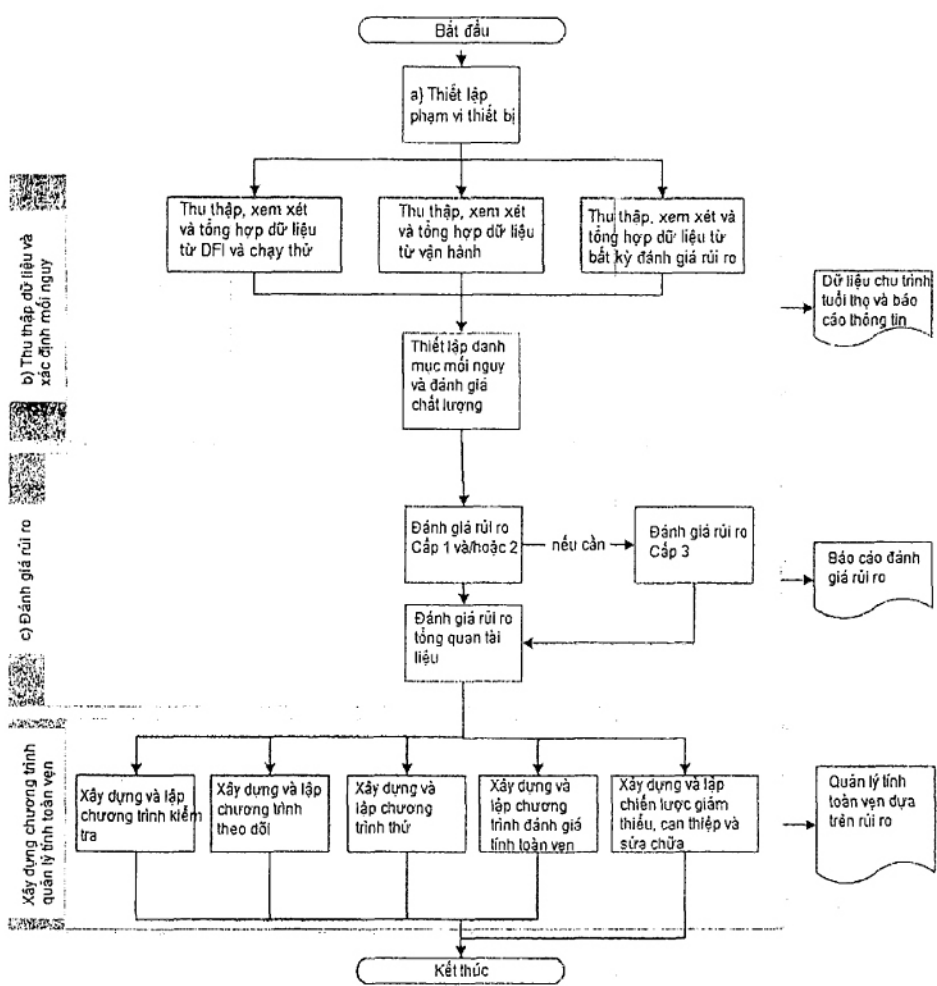 Bắt đầu
a) Thiết lập
phạm vi thiết bị
b) Thu thập dữ liệu và
xác định mối nguy
Thu thập, xem xét
và tổng hợp dữ liệu
từ DFI và chạy thử
Thu thập, xem xét
và tổng hợp dữ liệu
từ vận hành
Thu thập, xem xét và
tổng hợp dữ liệu từ
bất kỳ đánh giá rủi ro
Dữ liệu chu trình
tuổi thọ và báo
cáo thông tin
Thiết lập danh
mục mối nguy
và đánh giá
chất lượng
c) Đánh giá rủi ro
Đánh giá rủi ro
Cấp 1 và/hoặc 2
nếu cần
Đánh giá rủi ro
Cấp 3
Báo cáo đánh
giá rủi ro
Đánh giá rủi ro
tổng quan tài
liệu
Xây dựng chương trình
quản lý tính toàn vẹn
Xây dựng và lập
chương trình kiểm
tra
Xây dựng và lập
chương trình
theo dõi
Xây dựng và
lập chương
trình thử
Xây dựng và
lập chương
trình đánh giá
tính toàn vẹn
Xây dựng và lập
chiến lược giảm
thiểu, can thiệp và
sửa chữa
Quản lý tính
toàn vẹn dựa
trên rủi ro
Kết thúc